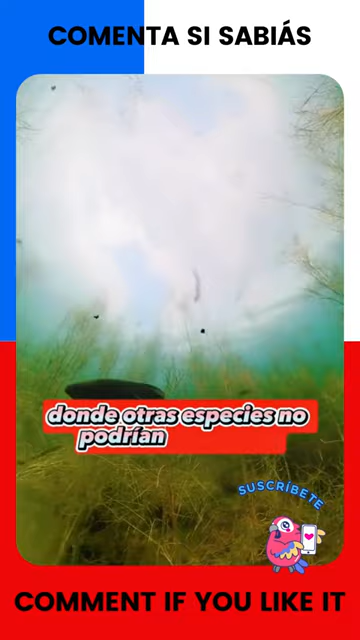 COMENTA SI SABIÁS
donde otras especies no
podrían
SUSCRÍBETE
COMMENT IF YOU LIKE IT